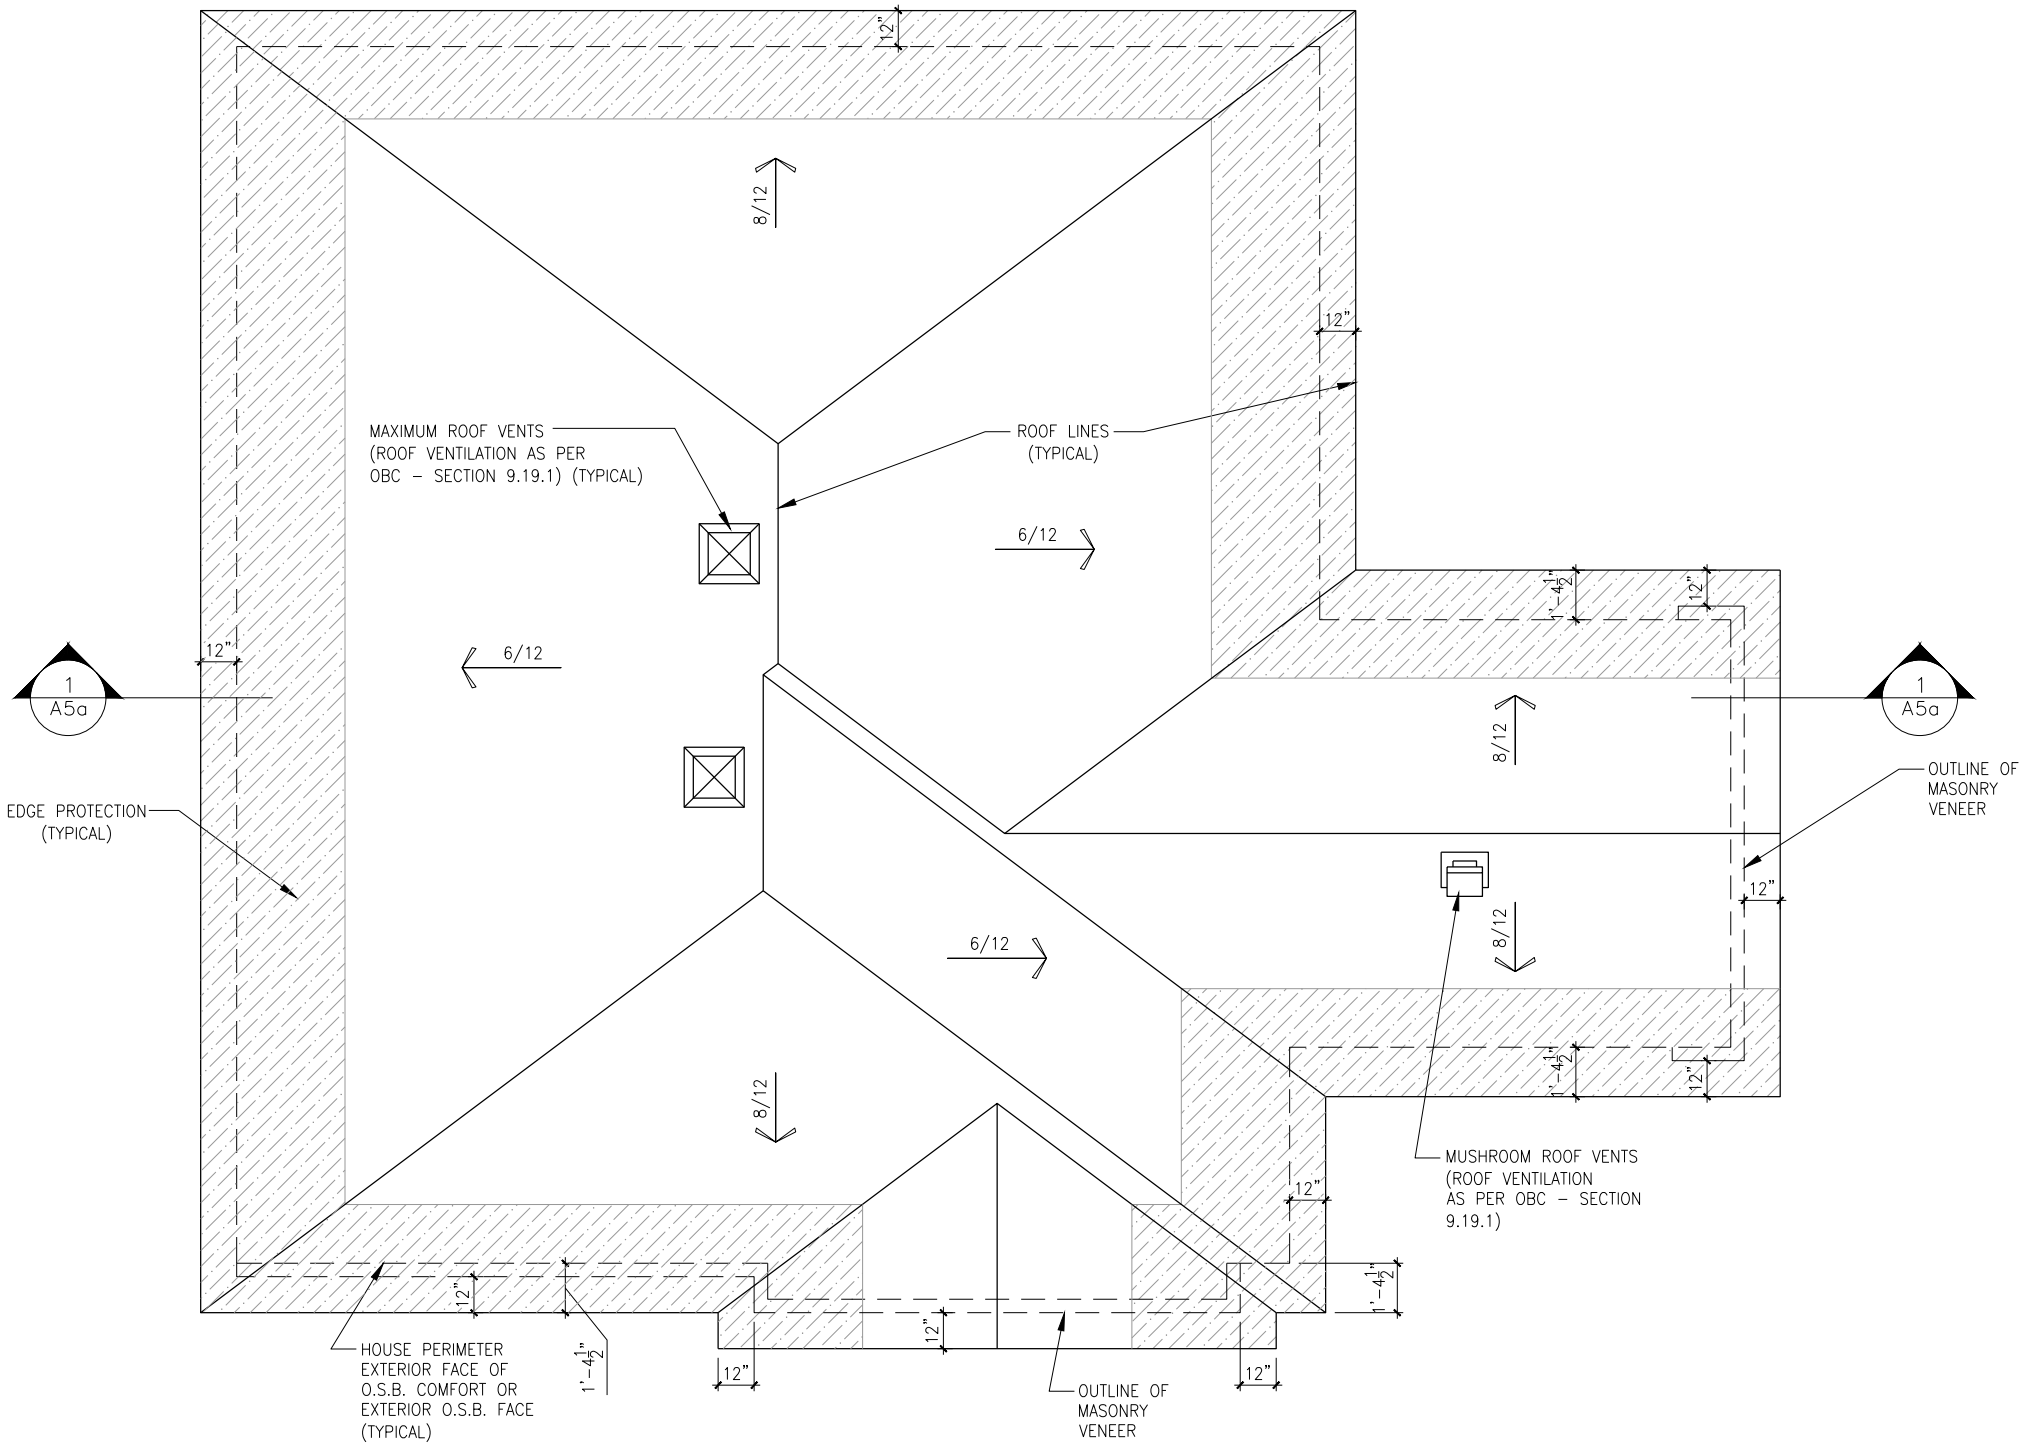 12"
8/12
12"
MAXIMUM ROOF VENTS
(ROOF VENTILATION AS PER
OBC - SECTION 9.19.1) (TYPICAL)
ROOF LINES
(TYPICAL)
6/12
1'-4½"
12"
12"
6/12
1
A5a
1
A5a
8/12
OUTLINE OF
MASONRY
VENEER
EDGE PROTECTION
(TYPICAL)
12"
8/12
6/12
1'-4½"
12"
8/12
MUSHROOM ROOF VENTS
(ROOF VENTILATION
AS PER OBC - SECTION
9.19.1)
12"
12"
1'-4½"
12"
1'-4½"
HOUSE PERIMETER
EXTERIOR FACE OF
O.S.B. COMFORT OR
EXTERIOR O.S.B. FACE
(TYPICAL)
12"
12"
OUTLINE OF
MASONRY
VENEER